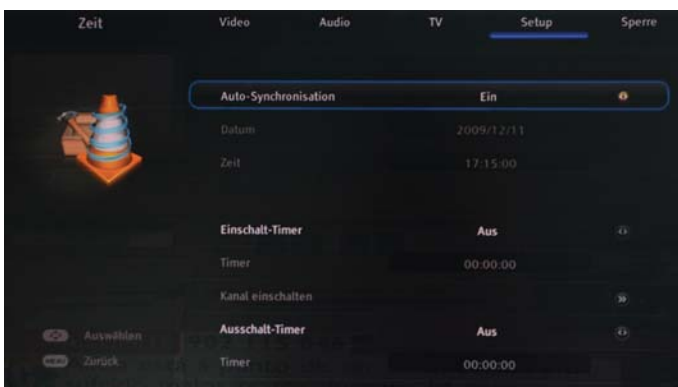 Zeit Video Audio TV Setup Sperre
Auto-Synchronisation Ein
Datum 2009/12/11
Zeit 17:15:00
Einschalt-Timer Aus
Timer 00:00:00
Kanal einschalten
Ausschalt-Timer Aus
Auswählen
MENU Zurück
Timer 00:00:00